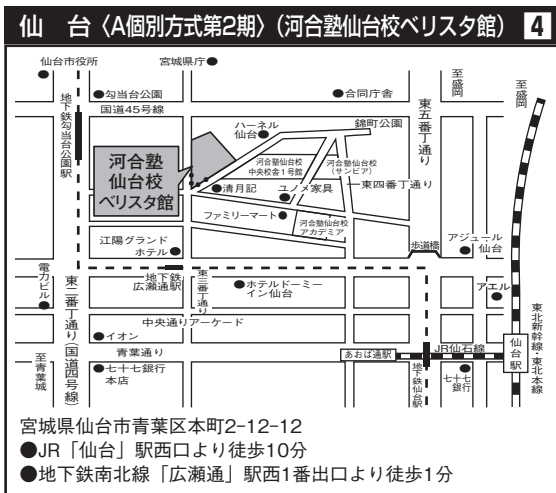 仙 台〈A個別方式第2期〉(河合塾仙台校ベリスタ館) 4
仙台市役所
宮城県庁
勾当台公園
国道45号線
合同庁舎
至盛岡
至盛岡
地下鉄勾当台公園駅
ハーネル
仙台
錦町公園
東五番丁通り
河合塾
仙台校
ベリスタ館
河合塾仙台校
中央校舎1号館
河合塾仙台校
(サンピア)
東四番丁通り
清月記
ユノメ家具
ファミリーマート
河合塾仙台校
アカデミア
江陽グランド
ホテル
歩道橋
アジュール
仙台
電力ビル
地下鉄
広瀬通駅
東三番丁通り
ホテルドーミー
イン仙台
アエル
東二番丁通り(国道四号線)
中央通りアーケード
イオン
青葉通り
至青葉城
七十七銀行
本店
あおば通駅
JR仙石線
仙台駅
東北新幹線・東北本線
地下鉄仙台駅
七十七
銀行
宮城県仙台市青葉区本町2-12-12
●JR「仙台」駅西口より徒歩10分
●地下鉄南北線「広瀬通」駅西1番出口より徒歩1分